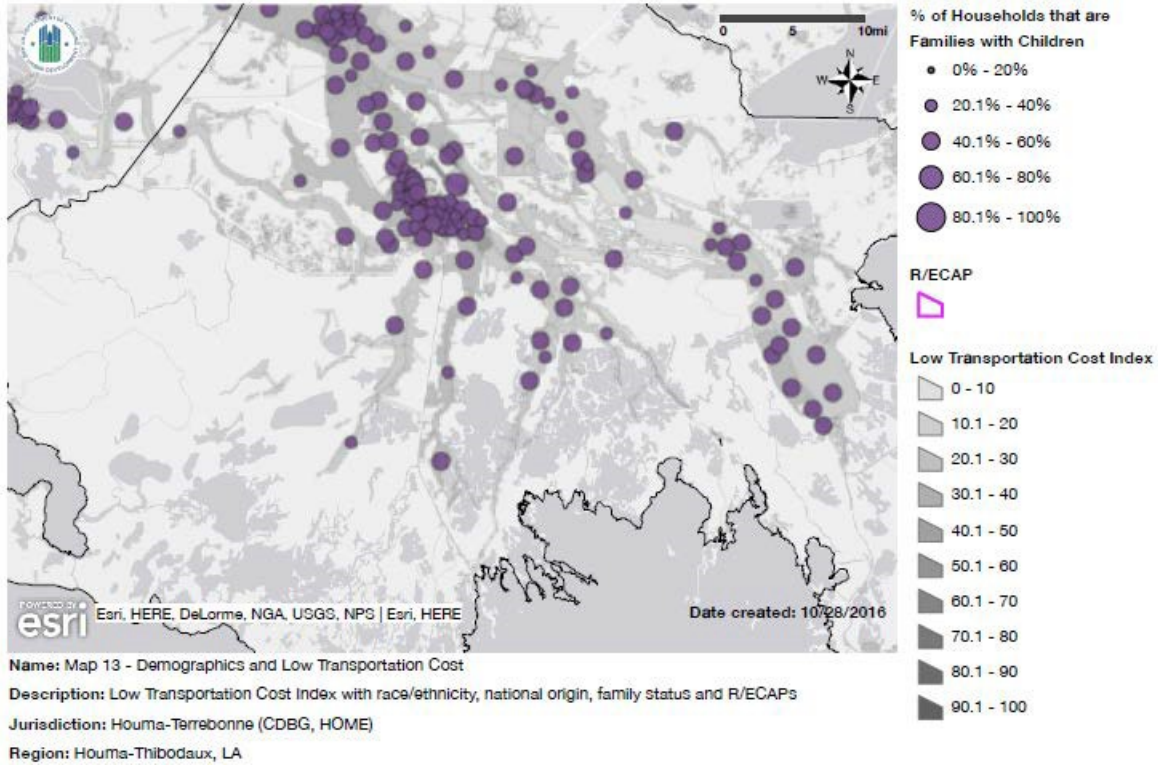 0 5 10mi
N
W E
S
POWERED BY
esri
Esri, HERE, DeLorme, NGA, USGS, NPS | Esri, HERE
Date created: 10/28/2016
% of Households that are
Families with Children
0% - 20%
20.1% - 40%
40.1% - 60%
60.1% - 80%
80.1% - 100%
R/ECAP
Low Transportation Cost Index
0 - 10
10.1 - 20
20.1 - 30
30.1 - 40
40.1 - 50
50.1 - 60
60.1 - 70
70.1 - 80
80.1 - 90
90.1 - 100
Name: Map 13 - Demographics and Low Transportation Cost
Description: Low Transportation Cost Index with race/ethnicity, national origin, family status and R/ECAPs
Jurisdiction: Houma-Terrebonne (CDBG, HOME)
Region: Houma-Thibodaux, LA